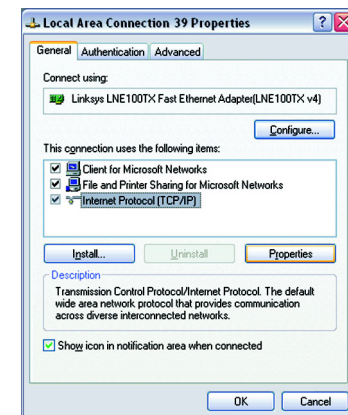 Local Area Connection 39 Properties
General Authentication Advanced
Connect using:
Linksys LNE100TX Fast Ethernet Adapter(LNE100TX v4)
Configure...
This connection uses the following items:
Client for Microsoft Networks
File and Printer Sharing for Microsoft Networks
Internet Protocol (TCP/IP)
Install... Uninstall Properties
Description
Transmission Control Protocol/Internet Protocol. The default
wide area network protocol that provides communication
across diverse interconnected networks.
Show icon in notification area when connected
OK Cancel